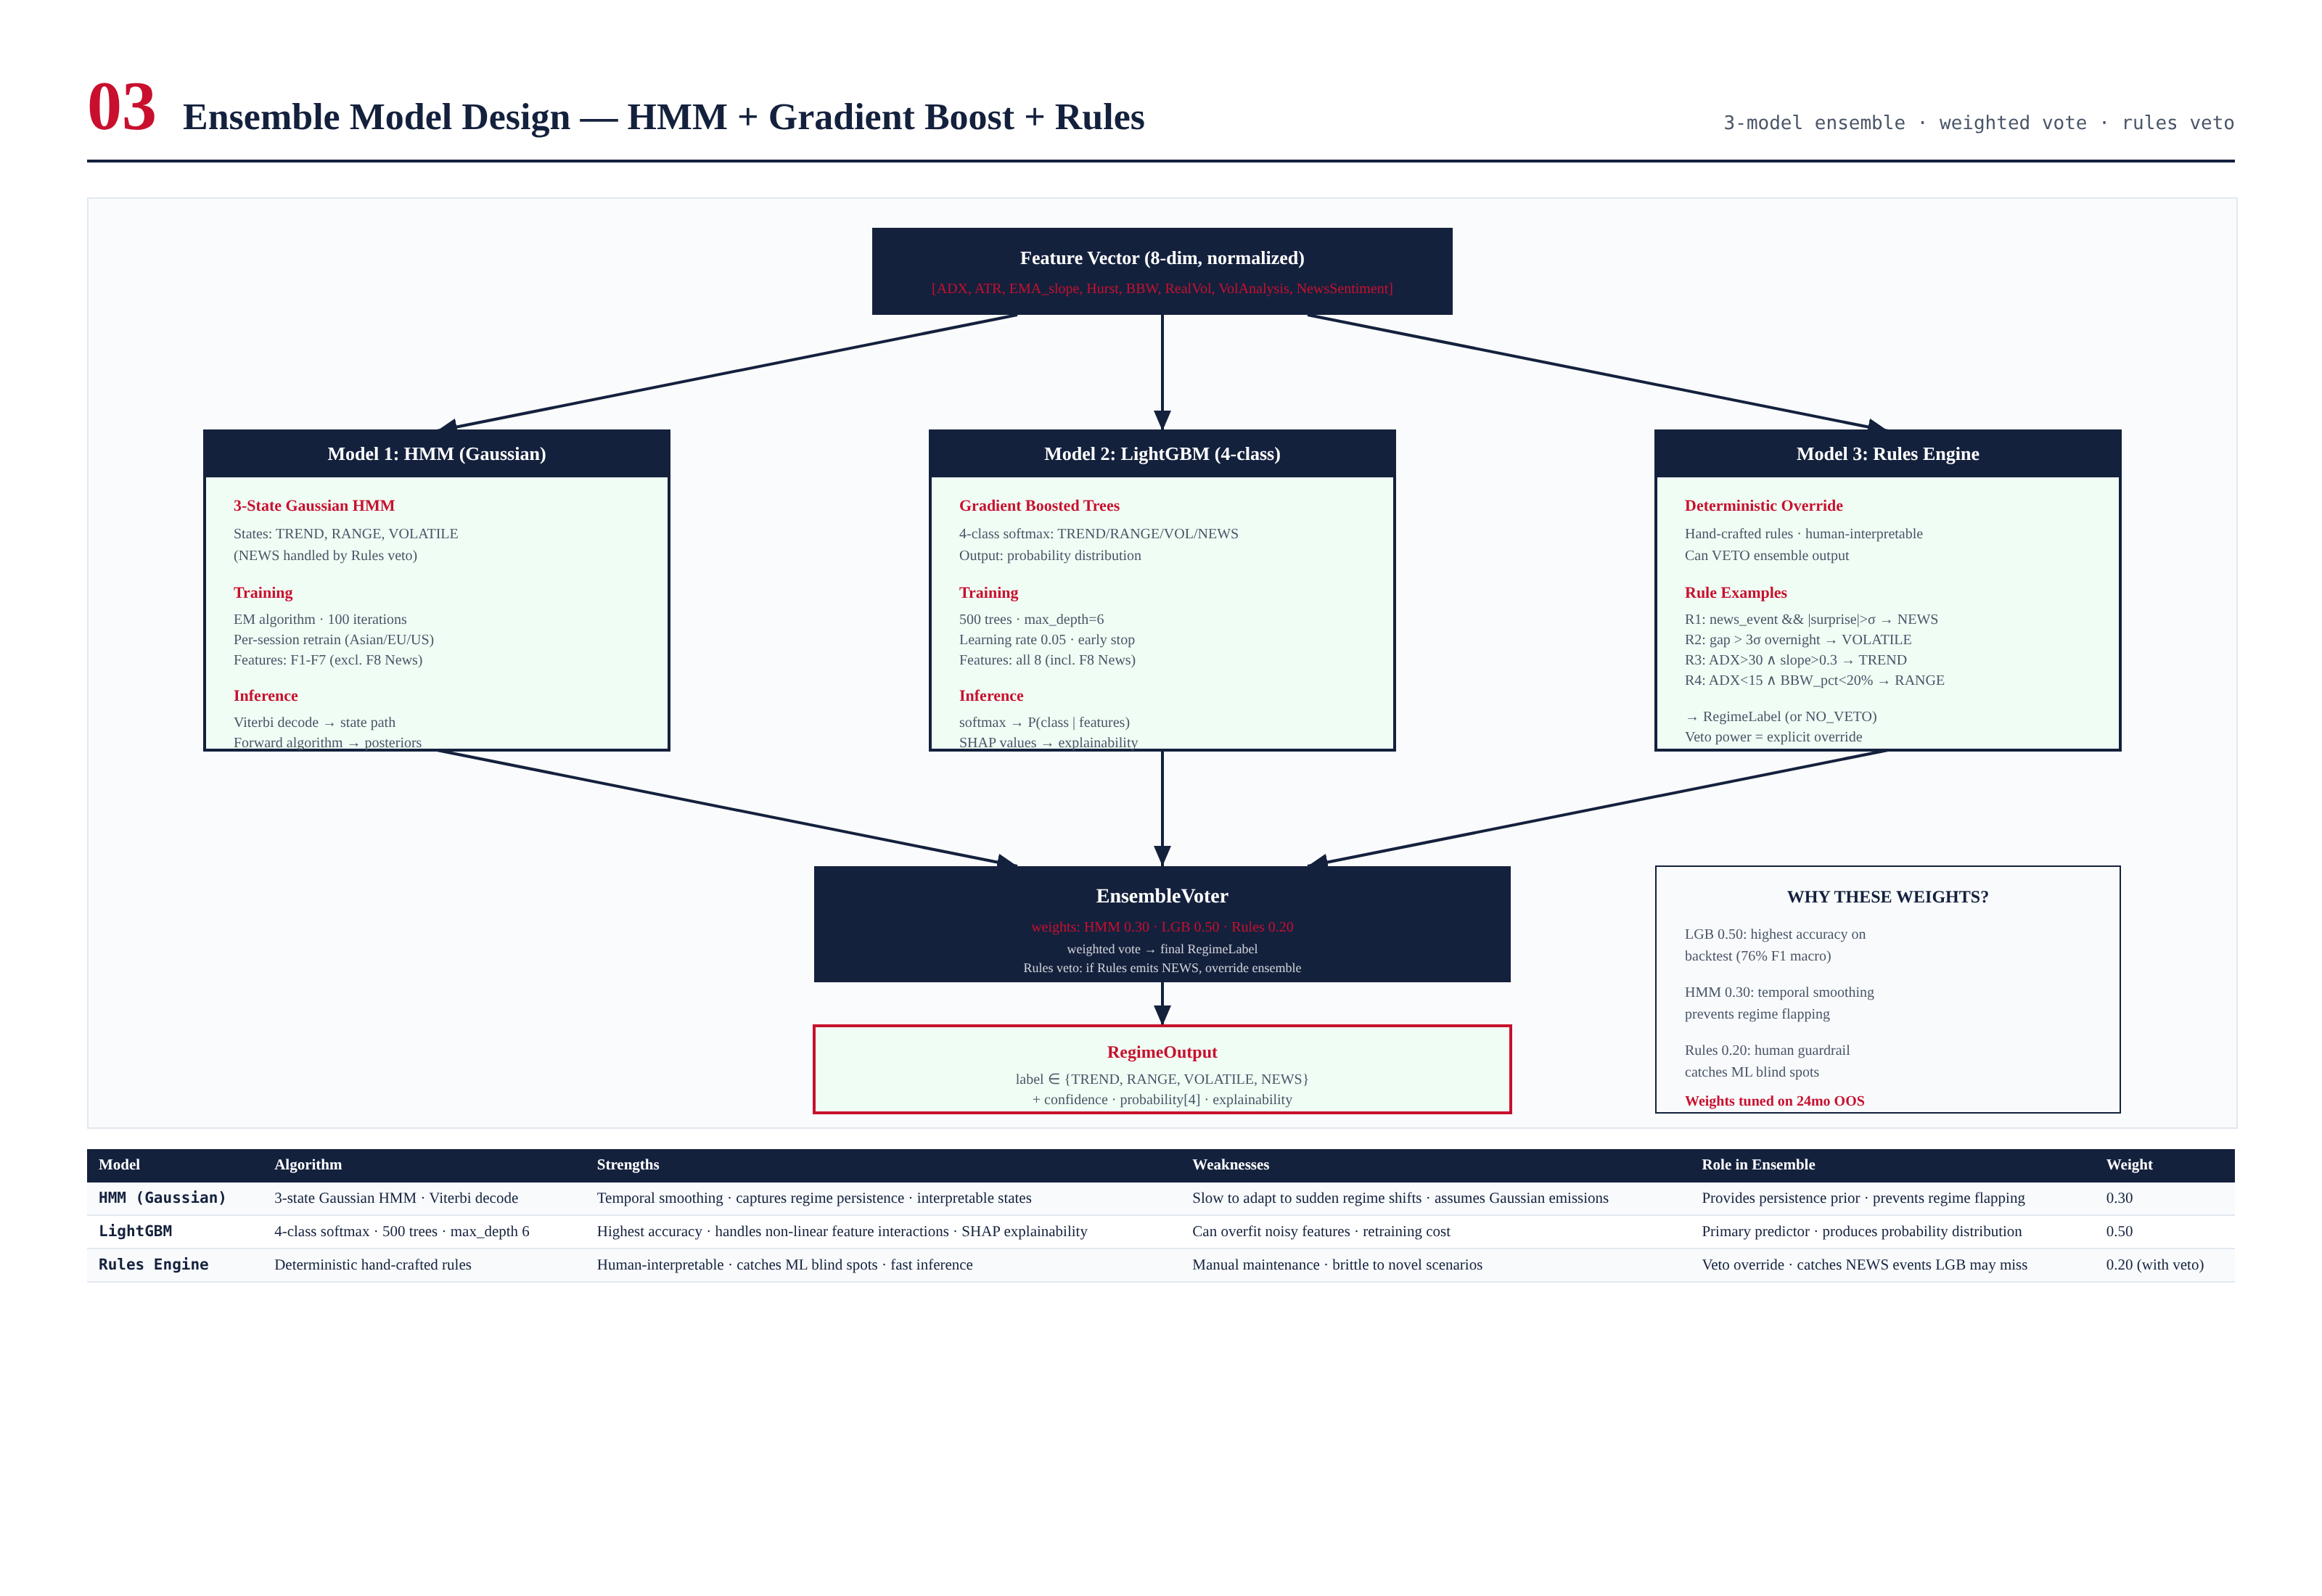 03 Ensemble Model Design — HMM + Gradient Boost + Rules
3-model ensemble · weighted vote · rules veto
Feature Vector (8-dim, normalized)
[ADX, ATR, EMA_slope, Hurst, BBW, RealVol, VolAnalysis, NewsSentiment]
Model 1: HMM (Gaussian)
3-State Gaussian HMM
States: TREND, RANGE, VOLATILE
(NEWS handled by Rules veto)
Training
EM algorithm · 100 iterations
Per-session retrain (Asian/EU/US)
Features: F1-F7 (excl. F8 News)
Inference
Viterbi decode → state path
Forward algorithm → posteriors
Model 2: LightGBM (4-class)
Gradient Boosted Trees
4-class softmax: TREND/RANGE/VOL/NEWS
Output: probability distribution
Training
500 trees · max_depth=6
Learning rate 0.05 · early stop
Features: all 8 (incl. F8 News)
Inference
softmax → P(class | features)
SHAP values → explainability
Model 3: Rules Engine
Deterministic Override
Hand-crafted rules · human-interpretable
Can VETO ensemble output
Rule Examples
R1: news_event && |surprise|>σ → NEWS
R2: gap > 3σ overnight → VOLATILE
R3: ADX>30 ∧ slope>0.3 → TREND
R4: ADX<15 ∧ BBW_pct<20% → RANGE
→ RegimeLabel (or NO_VETO)
Veto power = explicit override
EnsembleVoter
weights: HMM 0.30 · LGB 0.50 · Rules 0.20
weighted vote → final RegimeLabel
Rules veto: if Rules emits NEWS, override ensemble
RegimeOutput
label ∈ {TREND, RANGE, VOLATILE, NEWS}
+ confidence · probability[4] · explainability
WHY THESE WEIGHTS?
LGB 0.50: highest accuracy on
backtest (76% F1 macro)
HMM 0.30: temporal smoothing
prevents regime flapping
Rules 0.20: human guardrail
catches ML blind spots
Weights tuned on 24mo OOS
Model Algorithm Strengths Weaknesses Role in Ensemble Weight
HMM (Gaussian) 3-state Gaussian HMM · Viterbi decode Temporal smoothing · captures regime persistence · interpretable states Slow to adapt to sudden regime shifts · assumes Gaussian emissions Provides persistence prior · prevents regime flapping 0.30
LightGBM 4-class softmax · 500 trees · max_depth 6 Highest accuracy · handles non-linear feature interactions · SHAP explainability Can overfit noisy features · retraining cost Primary predictor · produces probability distribution 0.50
Rules Engine Deterministic hand-crafted rules Human-interpretable · catches ML blind spots · fast inference Manual maintenance · brittle to novel scenarios Veto override · catches NEWS events LGB may miss 0.20 (with veto)